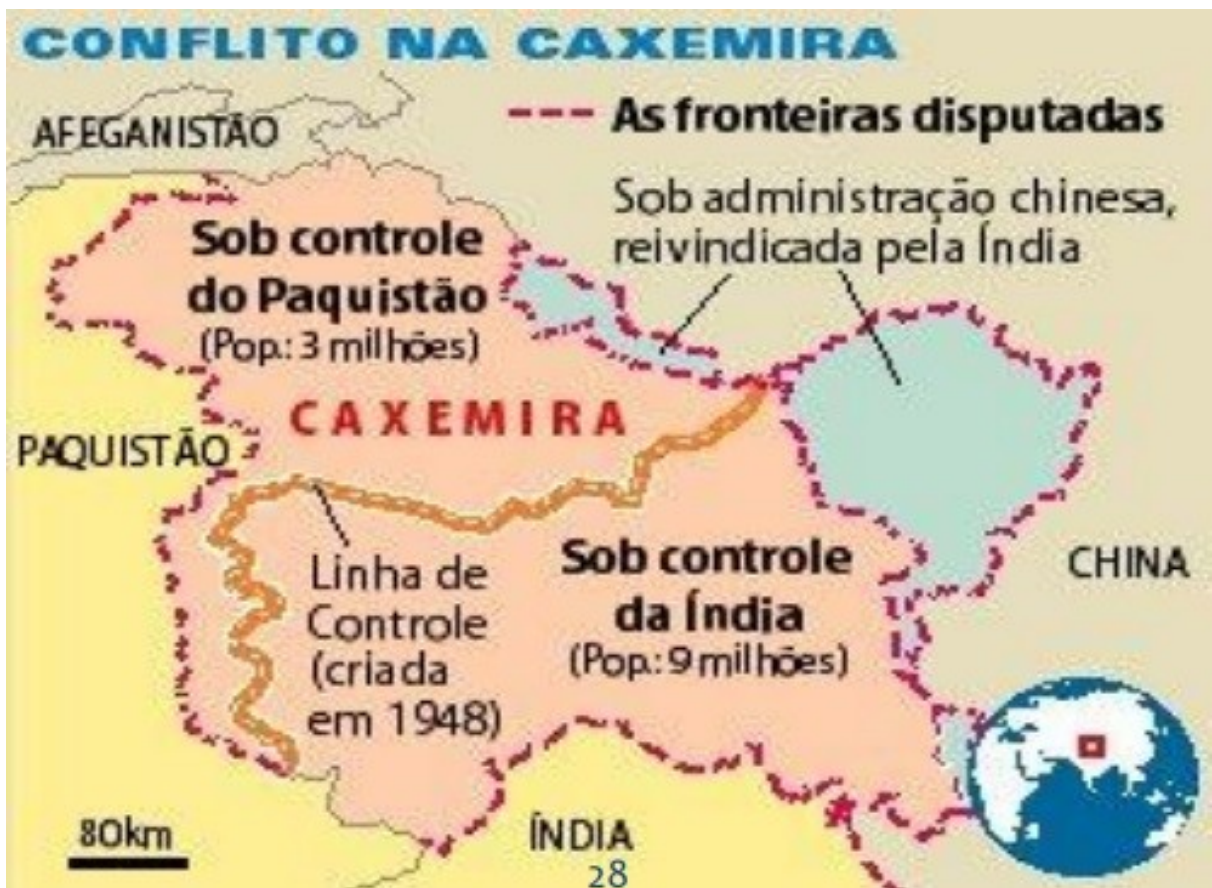 CONFLITO NA CAXEMIRA
As fronteiras disputadas
AFEGANISTÃO
Sob administração chinesa,
reivindicada pela Índia
Sob controle
do Paquistão
(Pop.: 3 milhões)
CAXEMIRA
PAQUISTÃO
Linha de
Controle
(criada
em 1948)
Sob controle
da Índia
(Pop.: 9 milhões)
CHINA
80km
ÍNDIA
28